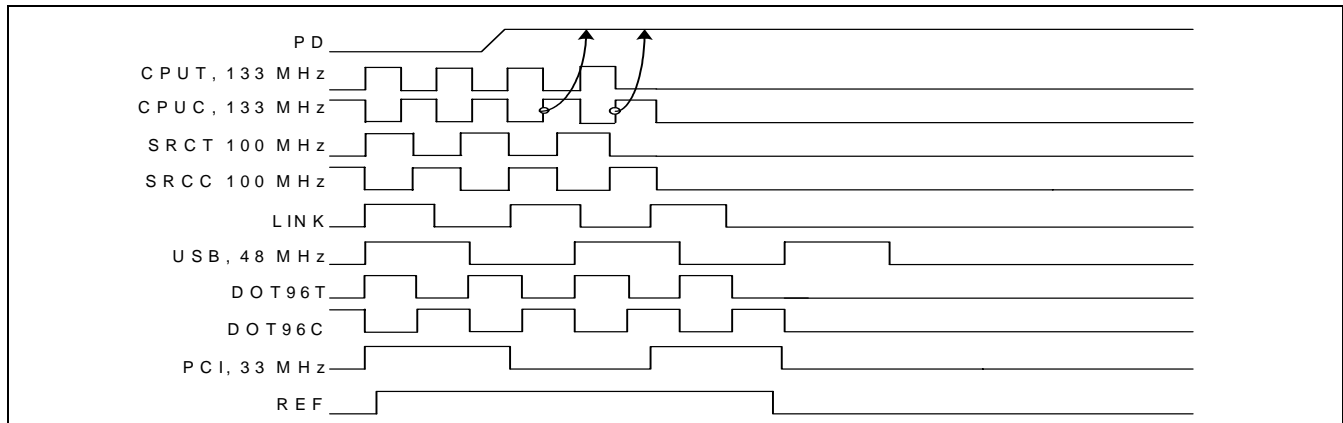 PD
CPUT, 133 MHz
CPUC, 133 MHz
SRCT 100 MHz
SRCC 100 MHz
LINK
USB, 48 MHz
DOT96T
DOT96C
PCI, 33 MHz
REF